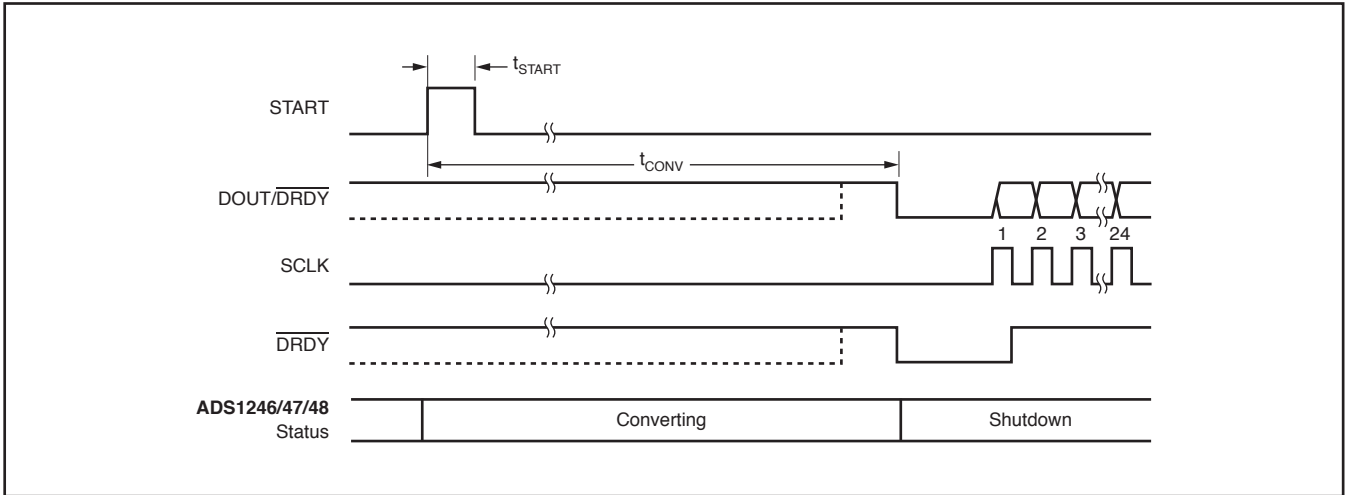 tSTART
START
tCONV
DOUT/DRDY
1 2 3 24
SCLK
DRDY
ADS1246/47/48
Status
Converting
Shutdown